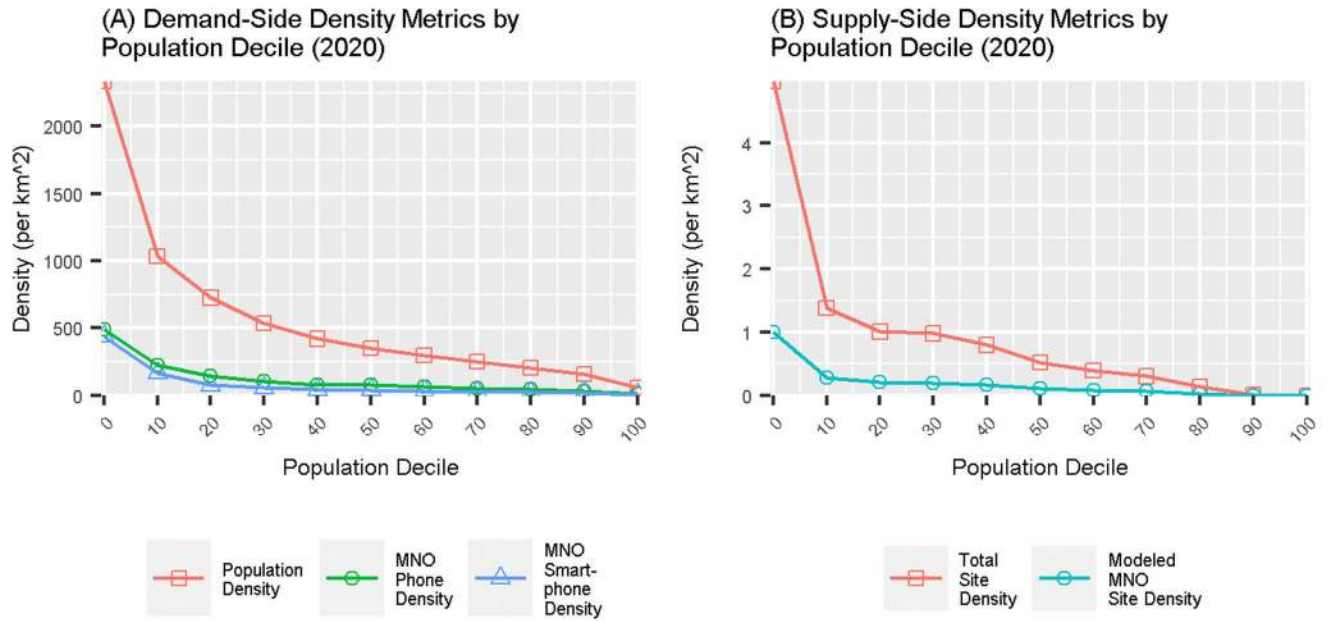 (A) Demand-Side Density Metrics by
Population Decile (2020)
Density (per km^2)
2000
1500
1000
500
0
0
10
20
30
40
50
60
70
80
90
100
Population Decile
Population
Density
MNO
Phone
Density
MNO
Smart-
phone
Density
(B) Supply-Side Density Metrics by
Population Decile (2020)
Density (per km^2)
4
3
2
1
0
0
10
20
30
40
50
60
70
80
90
100
Population Decile
Total
Site
Density
Modeled
MNO
Site Density